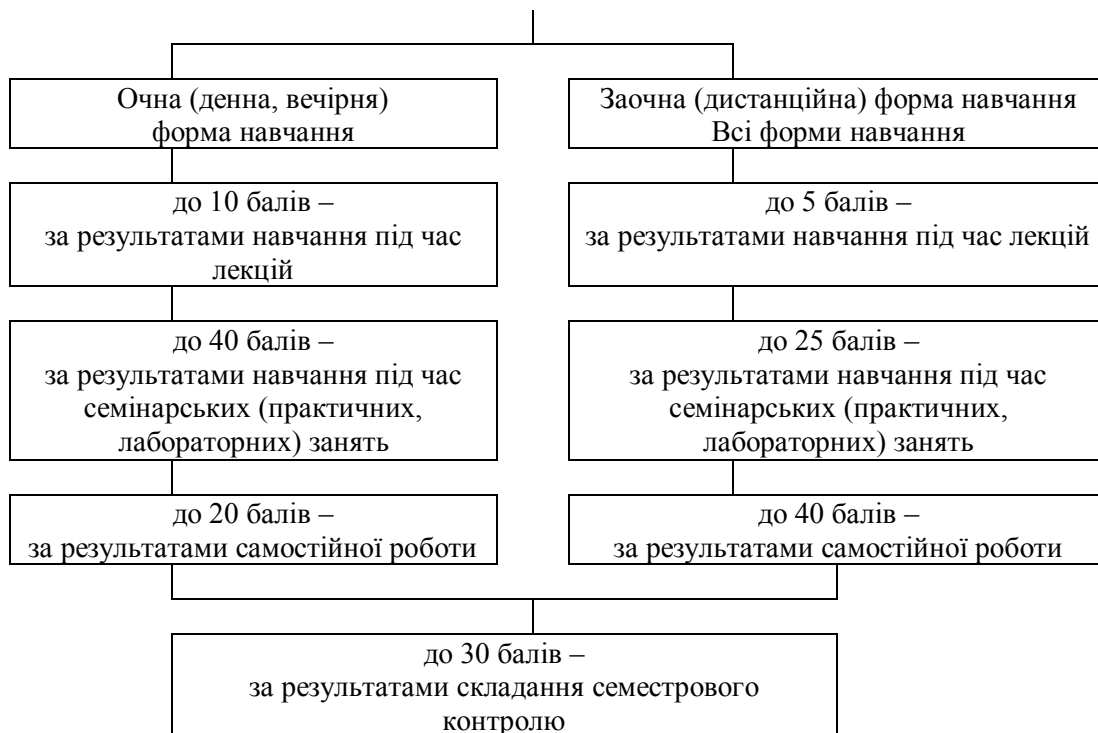 Очна (денна, вечірня)
форма навчання
Заочна (дистанційна) форма навчання
Всі форми навчання
до 10 балів –
за результатами навчання під час
лекцій
до 5 балів –
за результатами навчання під час лекцій
до 40 балів –
за результатами навчання під час
семінарських (практичних,
лабораторних) занять
до 25 балів –
за результатами навчання під час
семінарських (практичних,
лабораторних) занять
до 20 балів –
за результатами самостійної роботи
до 40 балів –
за результатами самостійної роботи
до 30 балів –
за результатами складання семестрового
контролю